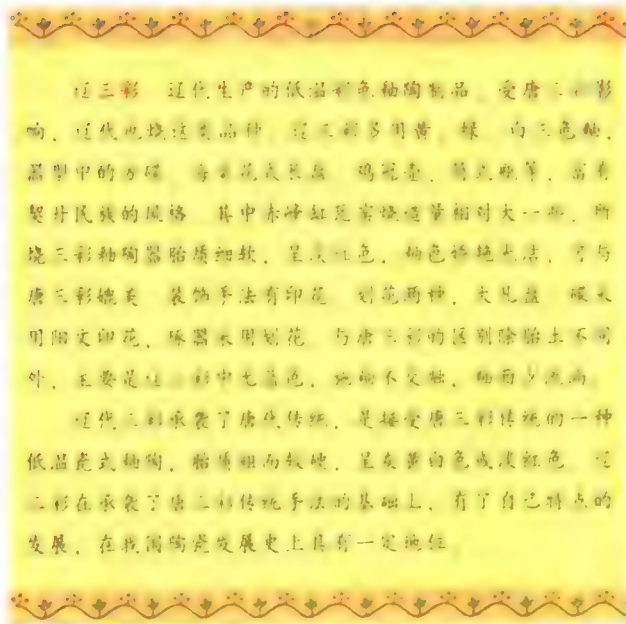 辽三彩 辽代生产的低温彩色釉陶制品，受唐三彩影
响，辽代也烧这类品种，辽三彩多用黄、绿、白三色釉，
器型中的方碟、海棠花式长盘、鸡冠壶、筒式瓶等，富有
契丹民族的风格 其中赤峰缸瓦窑烧造量相对大一些，所
烧三彩釉陶器胎质细软，呈淡红色，釉色娇艳光洁，可与
唐三彩媲美 装饰手法有印花 划花两种，大凡盘 碟采
用阳文印花，琢器采用划花 与唐三彩的区别除胎土不同
外，主要是辽三彩中无蓝色，施釉不交融，釉面少流淌
辽代三彩承袭了唐代传统，是接受唐三彩传统的一种
低温瓷式釉陶，胎质粗而较硬，呈灰黄白色或淡红色 辽
三彩在承袭了唐三彩传统手法的基础上，有了自己特点的
发展，在我国陶瓷发展史上具有一定地位